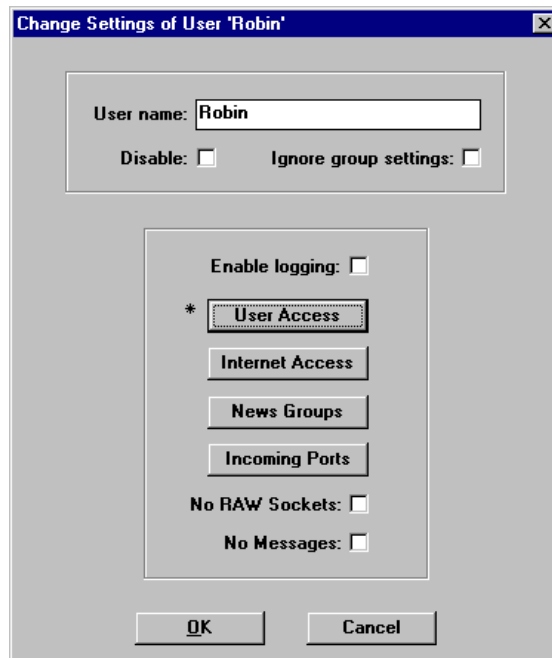 Change Settings of User 'Robin'
User name: Robin
Disable: Ignore group settings:
Enable logging:
* User Access
Internet Access
News Groups
Incoming Ports
No RAW Sockets:
No Messages:
OK Cancel